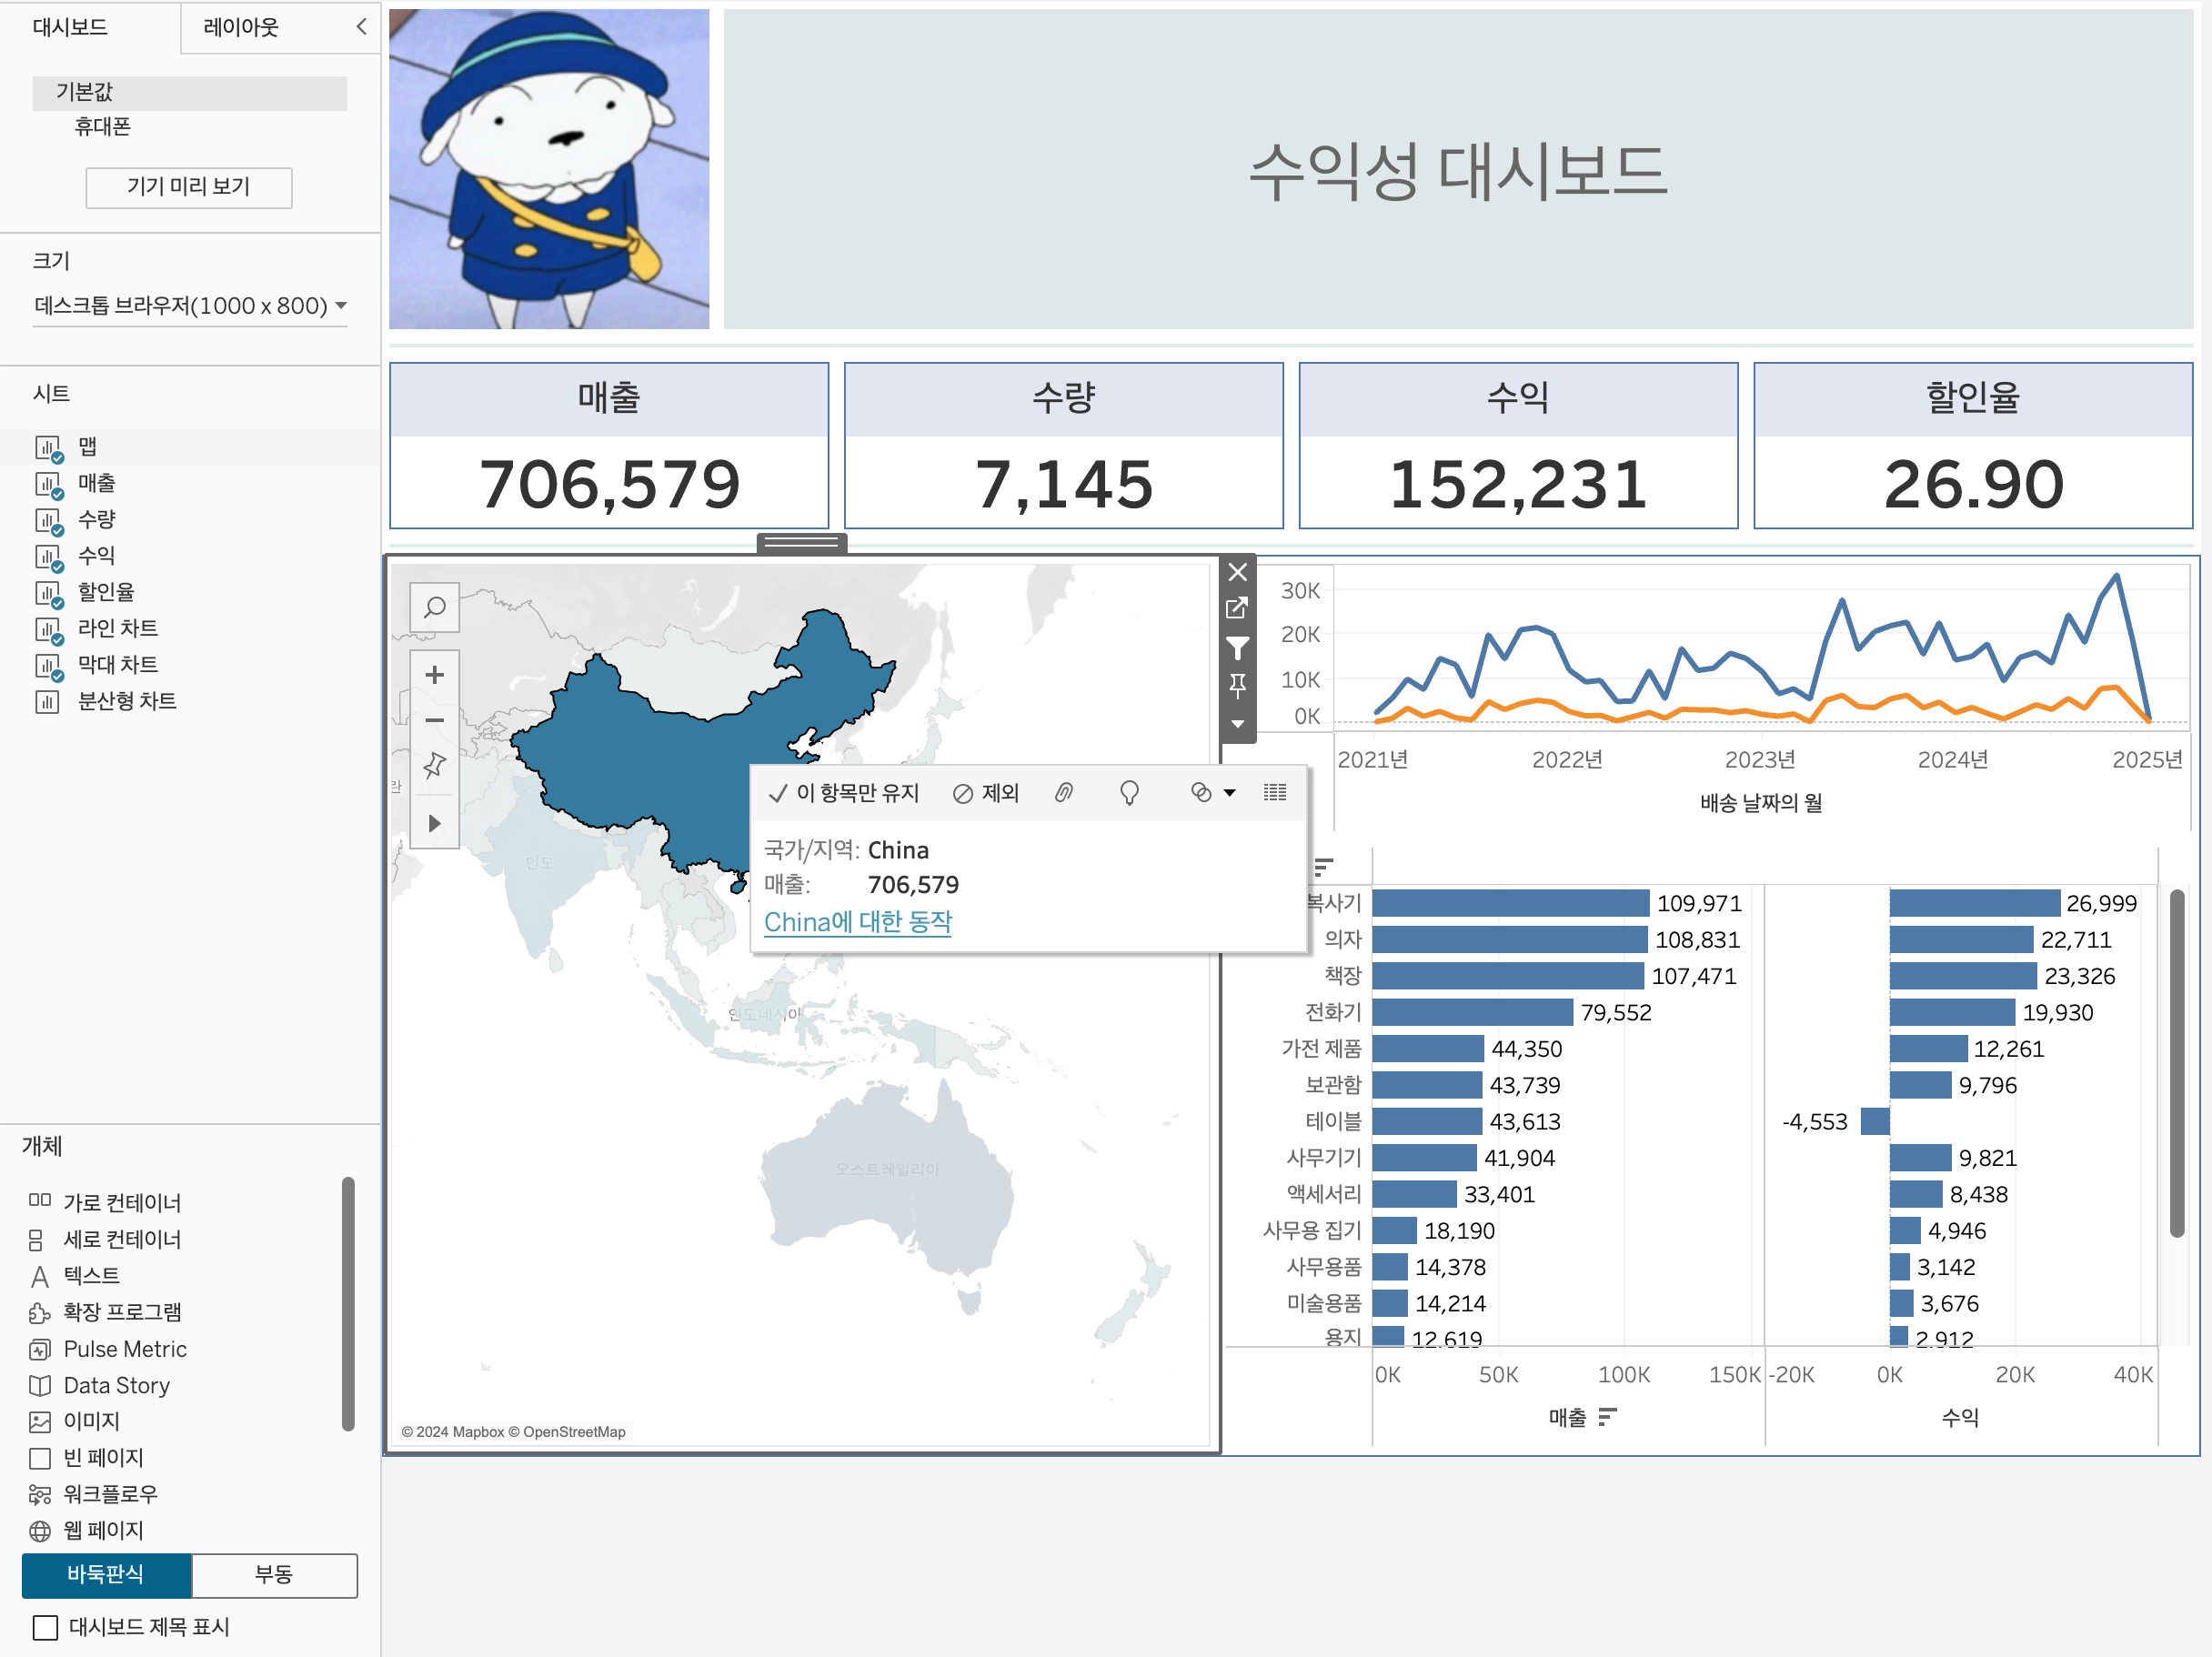 대시보드
레이아웃
기본값
휴대폰
기기 미리 보기
크기
데스크톱 브라우저(1000 x 800)
시트
맵
매출
수량
수익
할인율
라인 차트
막대 차트
분산형 차트
개체
가로 컨테이너
세로 컨테이너
텍스트
확장 프로그램
Pulse Metric
Data Story
이미지
빈 페이지
워크플로우
웹 페이지
바둑판식
부동
대시보드 제목 표시
수익성 대시보드
매출
706,579
수량
7,145
수익
152,231
할인율
26.90
란
인도
인도네시아
오스트레일리아
© 2024 Mapbox © OpenStreetMap
이 항목만 유지
제외
국가/지역: China
매출: 706,579
China에 대한 동작
30K
20K
10K
0K
2021년 2022년 2023년 2024년 2025년
배송 날짜의 월
복사기 109,971 26,999
의자 108,831 22,711
책장 107,471 23,326
전화기 79,552 19,930
가전 제품 44,350 12,261
보관함 43,739 9,796
테이블 43,613 -4,553
사무기기 41,904 9,821
액세서리 33,401 8,438
사무용 집기 18,190 4,946
사무용품 14,378 3,142
미술용품 14,214 3,676
용지 12,619 2,912
0K 50K 100K 150K -20K 0K 20K 40K
매출 수익